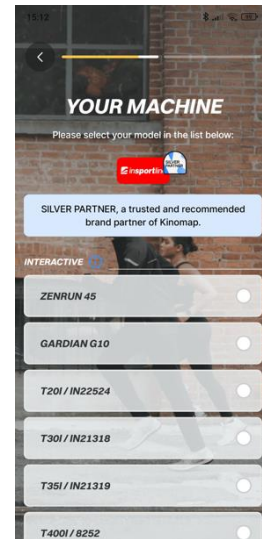 15:12
YOUR MACHINE
Please select your model in the list below:
insportline
SILVER PARTNER
SILVER PARTNER, a trusted and recommended
brand partner of Kinomap.
INTERACTIVE
ZENRUN 45
GARDIAN G10
T20I / IN22524
T30I / IN21318
T35I / IN21319
T400I / 8252